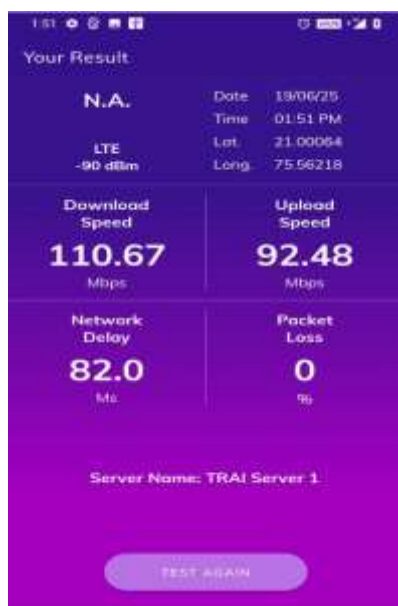 1:51
Your Result
N.A.
LTE
-90 dBm
Date 19/06/25
Time 01:51 PM
Lat. 21.00064
Long. 75.56218
Download
Speed
110.67
Mbps
Upload
Speed
92.48
Mbps
Network
Delay
82.0
Ms
Packet
Loss
0
%
Server Name: TRAI Server 1
TEST AGAIN